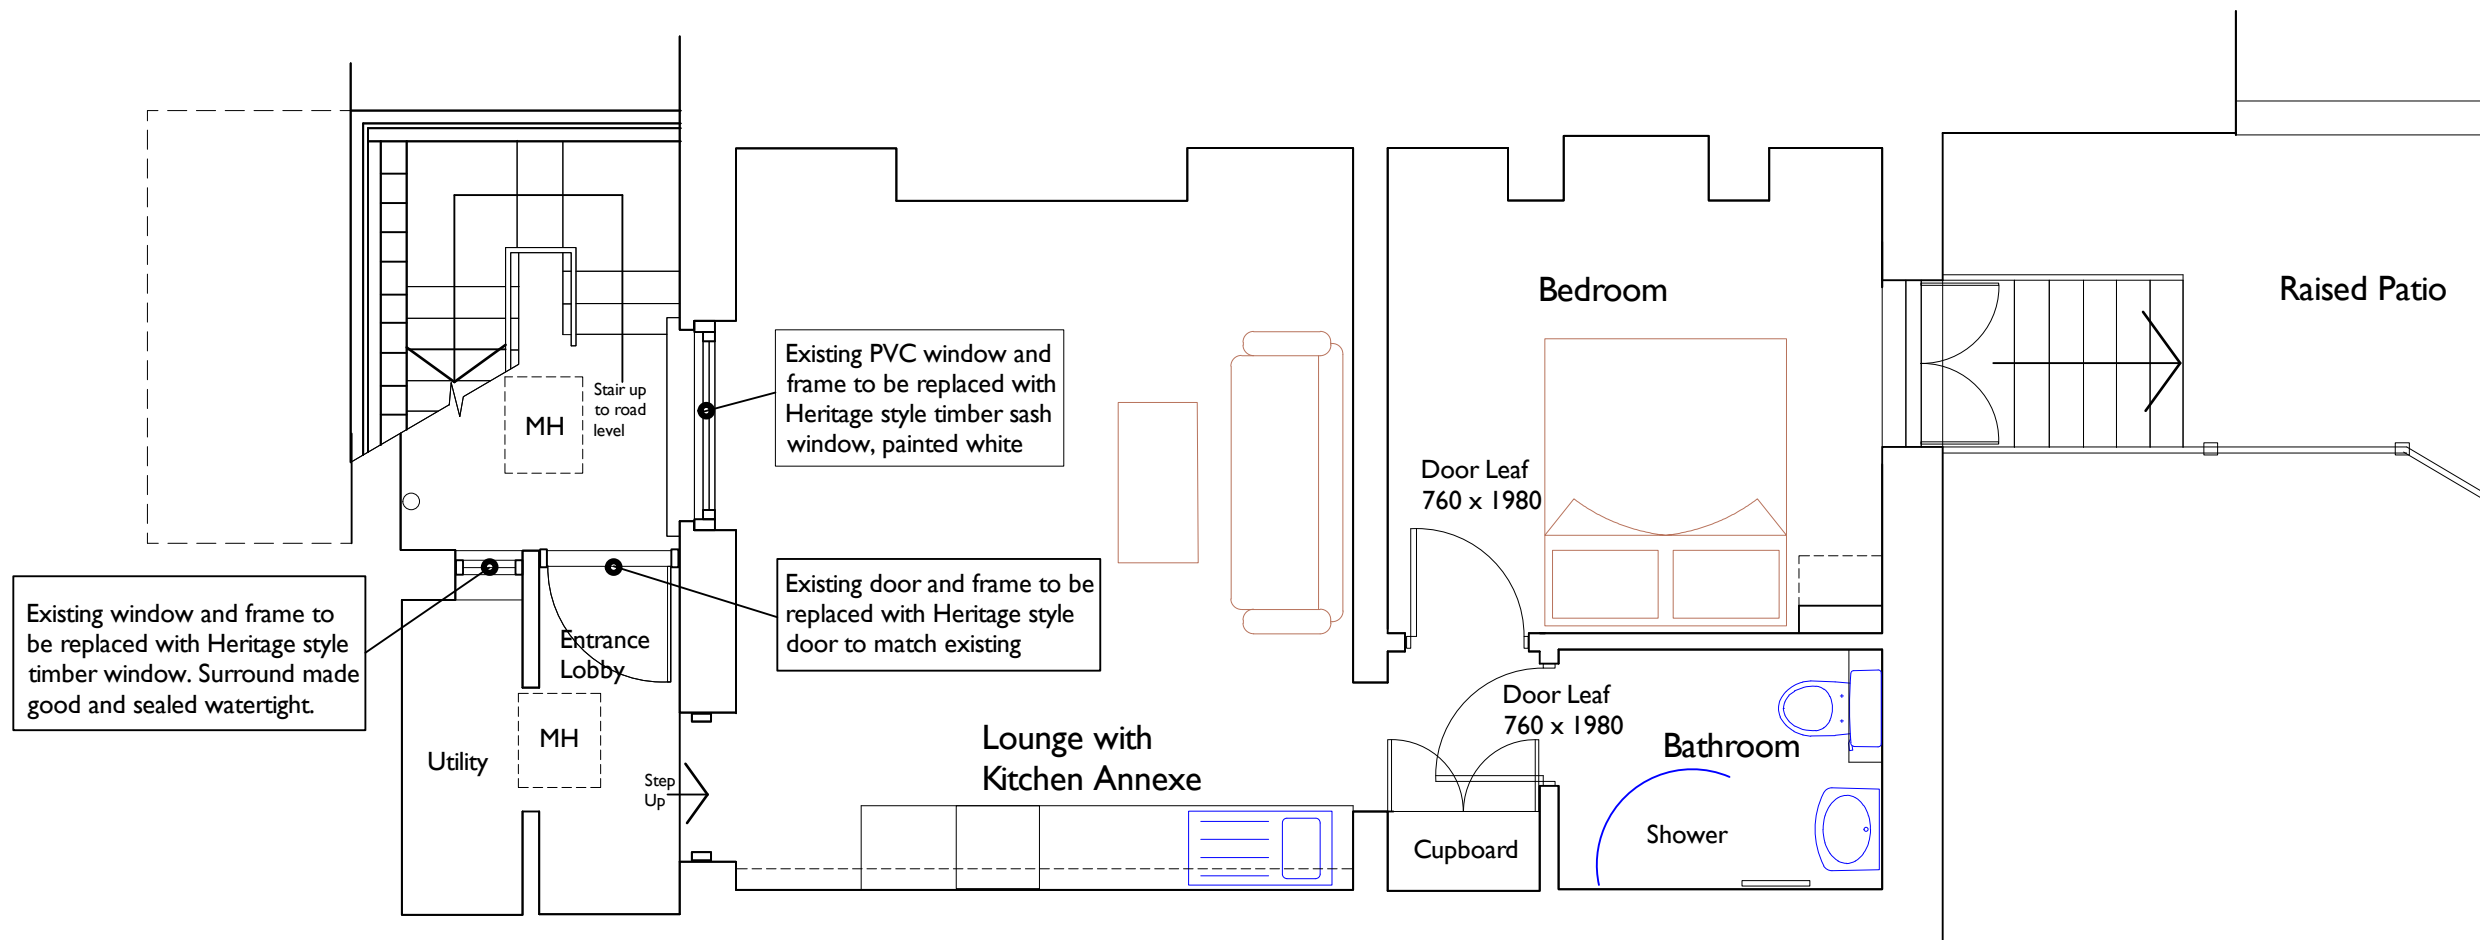 Bedroom
Raised Patio
Existing PVC window and
frame to be replaced with
Heritage style timber sash
window, painted white
Stair up
to road
level
MH
Door Leaf
760 x 1980
Existing door and frame to be
replaced with Heritage style
door to match existing
Existing window and frame to
be replaced with Heritage style
timber window. Surround made
good and sealed watertight.
Entrance
Lobby
Door Leaf
760 x 1980
MH
Utility
Step
Up
Lounge with
Kitchen Annexe
Bathroom
Shower
Cupboard